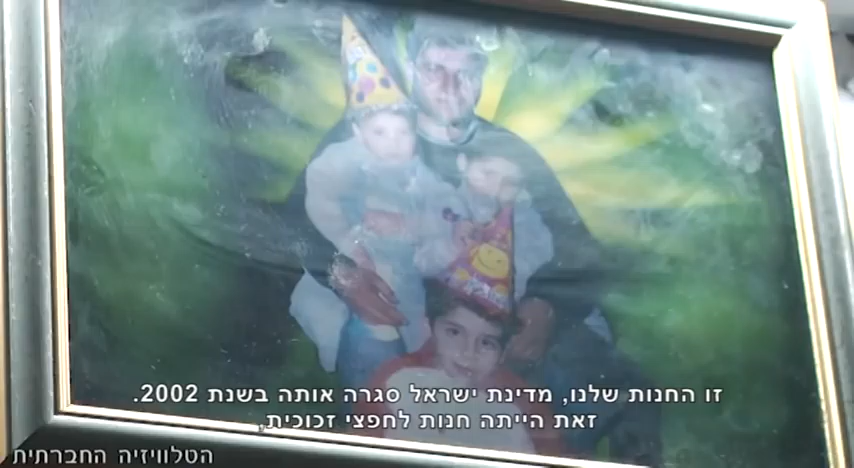 זו החנות שלנו, מדינת ישראל סגרה אותה בשנת 2002.
זאת הייתה חנות לחפצי זכוכית,
הטלוויזיה החברתית